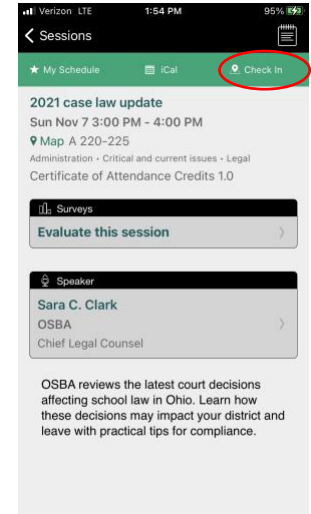 Verizon LTE 1:54 PM 95%
Sessions
My Schedule iCal Check In
2021 case law update
Sun Nov 7 3:00 PM - 4:00 PM
Map A 220-225
Administration • Critical and current issues • Legal
Certificate of Attendance Credits 1.0
Surveys
Evaluate this session
Speaker
Sara C. Clark
OSBA
Chief Legal Counsel
OSBA reviews the latest court decisions
affecting school law in Ohio. Learn how
these decisions may impact your district and
leave with practical tips for compliance.